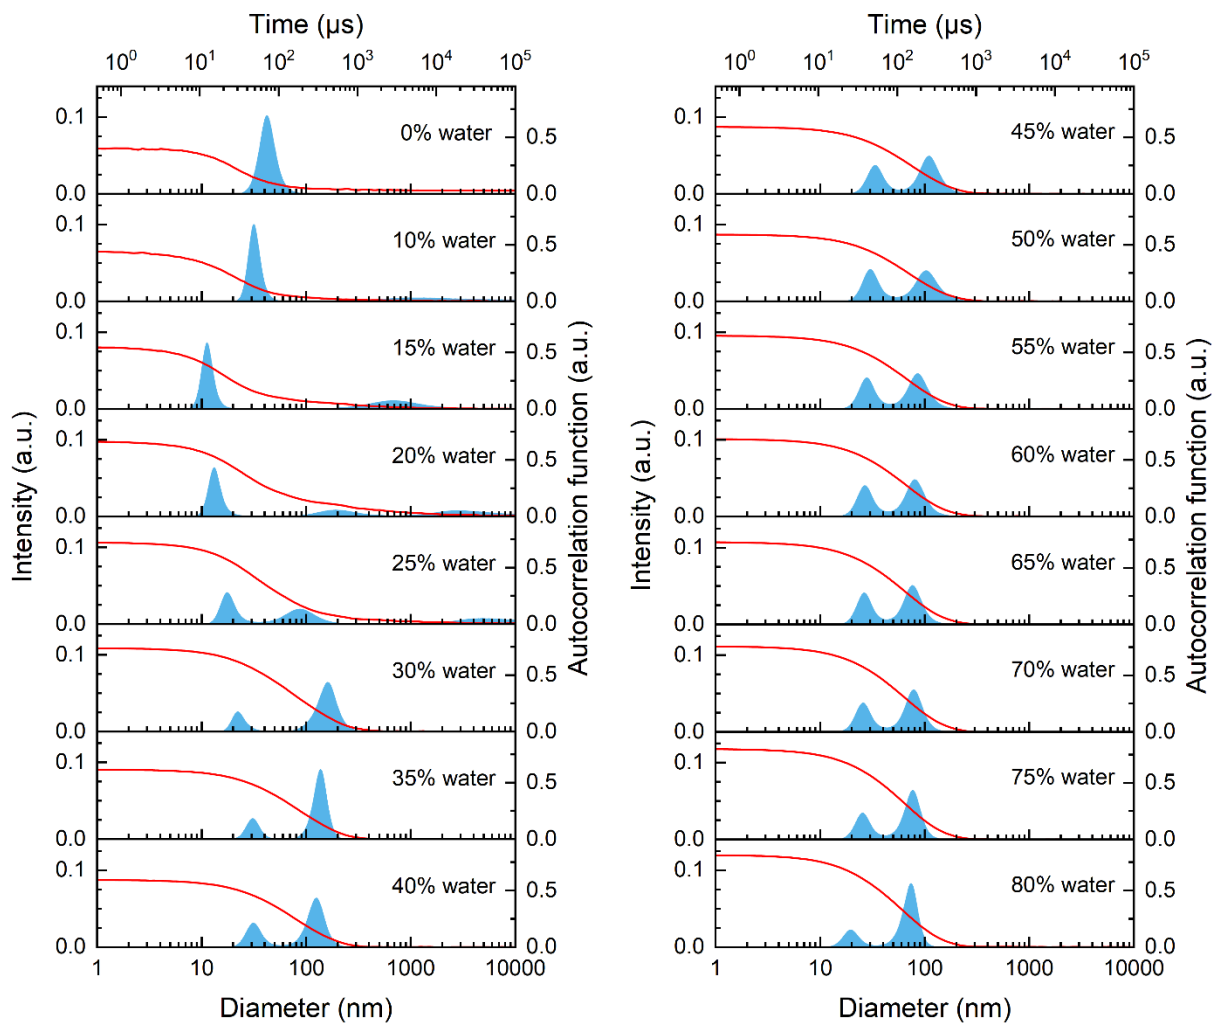 Time (µs)
10⁰ 10¹ 10² 10³ 10⁴ 10⁵
Intensity (a.u.)
Autocorrelation function (a.u.)
0.1 0% water 0.5
0.0 0.0
0.1 10% water 0.5
0.0 0.0
0.1 15% water 0.5
0.0 0.0
0.1 20% water 0.5
0.0 0.0
0.1 25% water 0.5
0.0 0.0
0.1 30% water 0.5
0.0 0.0
0.1 35% water 0.5
0.0 0.0
0.1 40% water 0.5
0.0 0.0
1 10 100 1000 10000
Diameter (nm)
Time (µs)
10⁰ 10¹ 10² 10³ 10⁴ 10⁵
Intensity (a.u.)
Autocorrelation function (a.u.)
0.1 45% water 0.5
0.0 0.0
0.1 50% water 0.5
0.0 0.0
0.1 55% water 0.5
0.0 0.0
0.1 60% water 0.5
0.0 0.0
0.1 65% water 0.5
0.0 0.0
0.1 70% water 0.5
0.0 0.0
0.1 75% water 0.5
0.0 0.0
0.1 80% water 0.5
0.0 0.0
1 10 100 1000 10000
Diameter (nm)